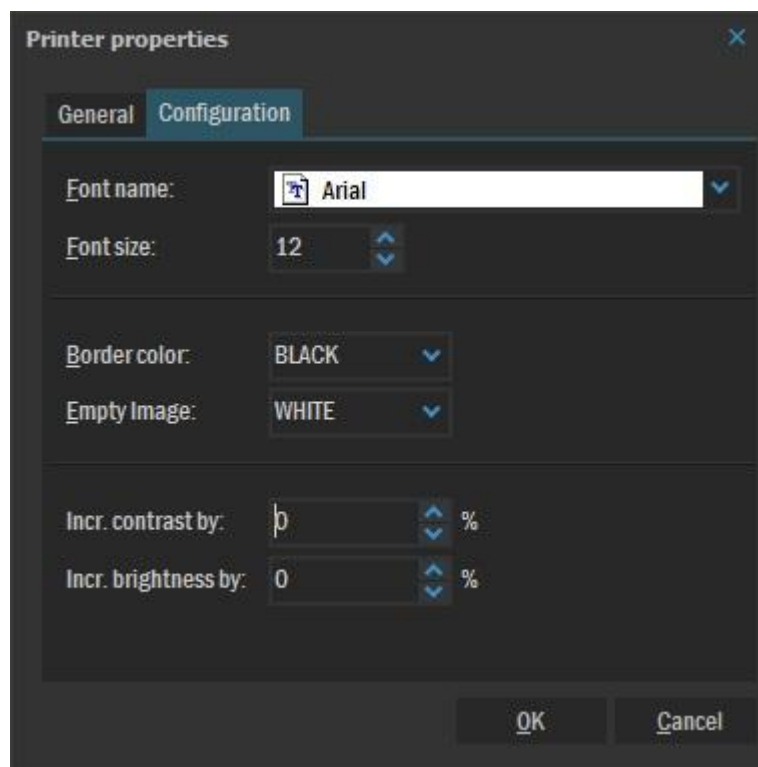 Printer properties
General Configuration
Font name: Arial
Font size: 12
Border color: BLACK
Empty Image: WHITE
Incr. contrast by: 0 %
Incr. brightness by: 0 %
OK Cancel